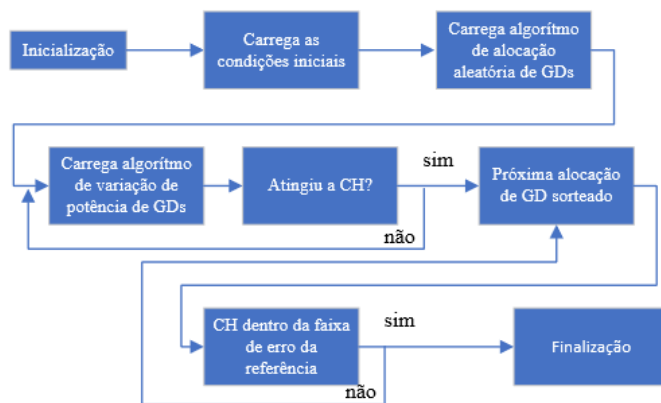 Inicialização
Carrega as
condições iniciais
Carrega algorítmo
de alocação
aleatória de GDs
Carrega algorítmo
de variação de
potência de GDs
Atingiu a CH?
sim
não
Próxima alocação
de GD sorteado
CH dentro da faixa
de erro da
referência
sim
não
Finalização